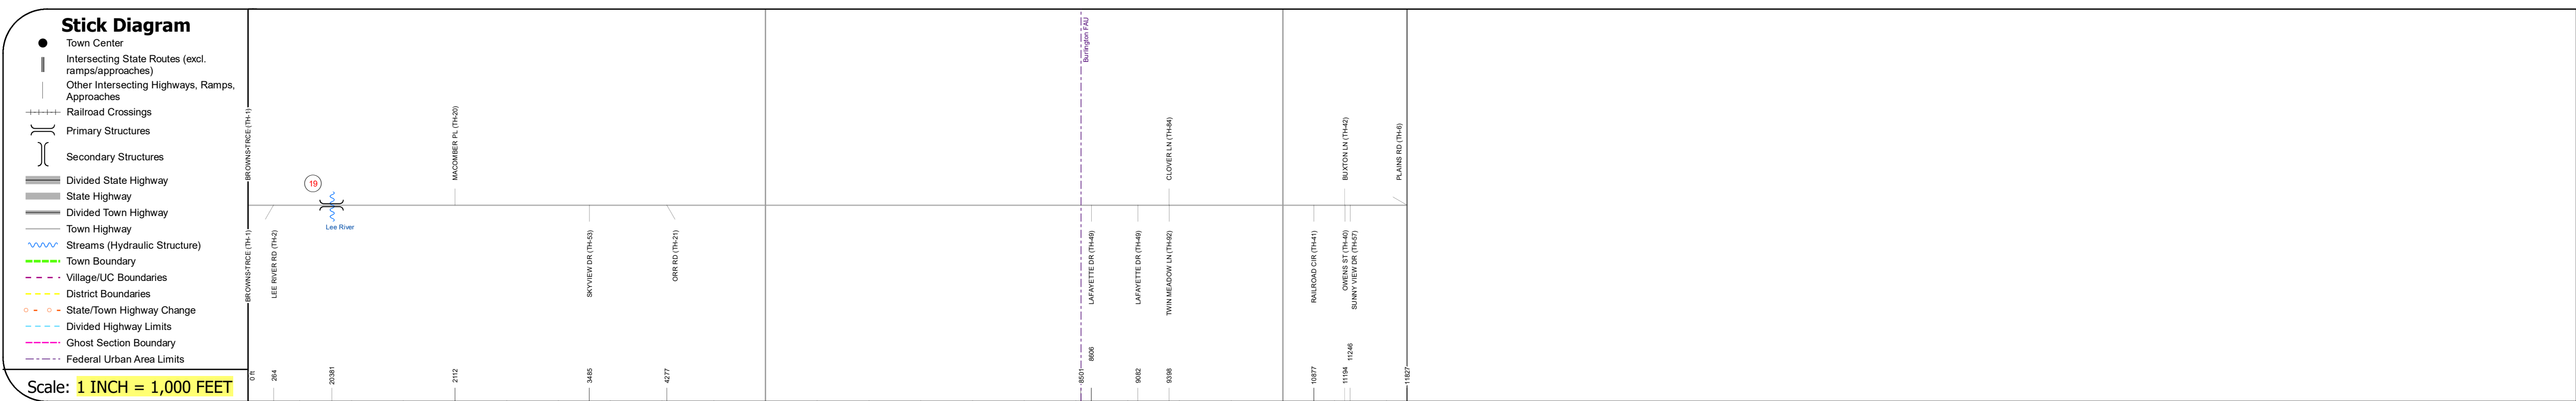 Stick Diagram
Town Center
Intersecting State Routes (excl.
ramps/approaches)
Other Intersecting Highways, Ramps,
Approaches
Railroad Crossings
Primary Structures
Secondary Structures
Divided State Highway
State Highway
Divided Town Highway
Town Highway
Streams (Hydraulic Structure)
Town Boundary
Village/UC Boundaries
District Boundaries
State/Town Highway Change
Divided Highway Limits
Ghost Section Boundary
Federal Urban Area Limits
Scale: 1 INCH = 1,000 FEET
Burlington FAU
BROWNS-TRCE (TH-1)
MACOMBER PL (TH-20)
CLOVER LN (TH-84)
BUXTON LN (TH-42)
PLAINS RD (TH-6)
19
Lee River
BROWNS-TRCE (TH-1)
LEE RIVER RD (TH-2)
SKYVIEW DR (TH-53)
ORR RD (TH-21)
LAFAYETTE DR (TH-49)
LAFAYETTE DR (TH-49)
TWIN MEADOW LN (TH-92)
RAILROAD CIR (TH-41)
OWENS ST (TH-40)
SUNNY VIEW DR (TH-57)
0 ft
264
20381
2112
3485
4277
8501
8606
9082
9398
10877
11194
11246
11827